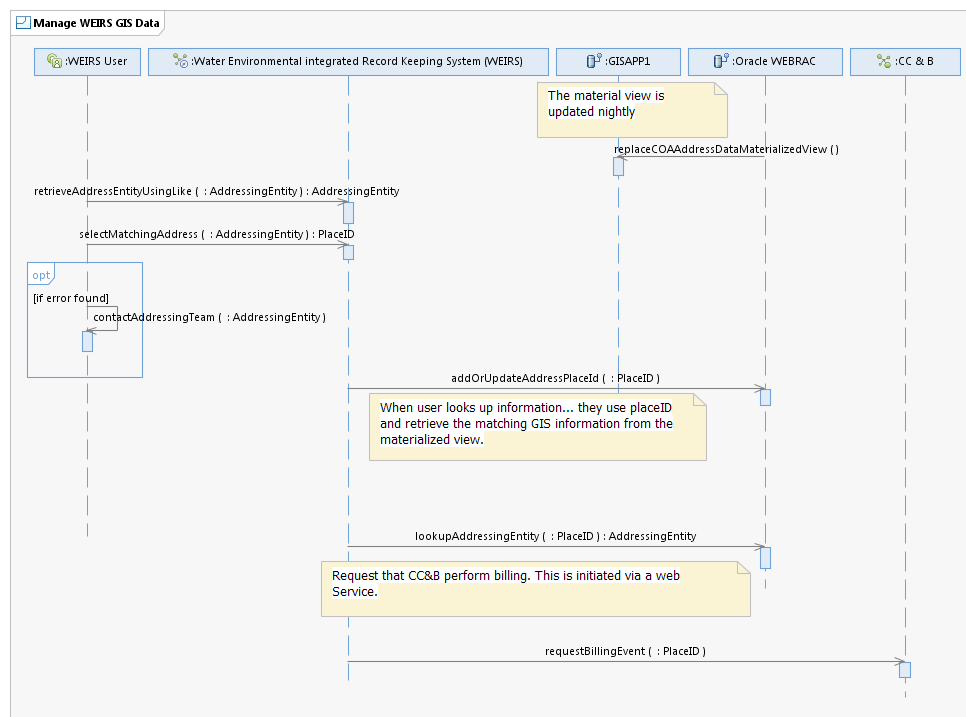 Manage WEIRS GIS Data
:WEIRS User
:Water Environmental integrated Record Keeping System (WEIRS)
:GISAPP1
:Oracle WEBRAC
:CC & B
The material view is
updated nightly
replaceCOAAddressDataMaterializedView ( )
retrieveAddressEntityUsingLike ( : AddressingEntity ) : AddressingEntity
selectMatchingAddress ( : AddressingEntity ) : PlaceID
opt
[if error found]
contactAddressingTeam ( : AddressingEntity )
addOrUpdateAddressPlaceId ( : PlaceID )
When user looks up information... they use placeID
and retrieve the matching GIS information from the
materialized view.
lookupAddressingEntity ( : PlaceID ) : AddressingEntity
Request that CC&B perform billing. This is initiated via a web
Service.
requestBillingEvent ( : PlaceID )